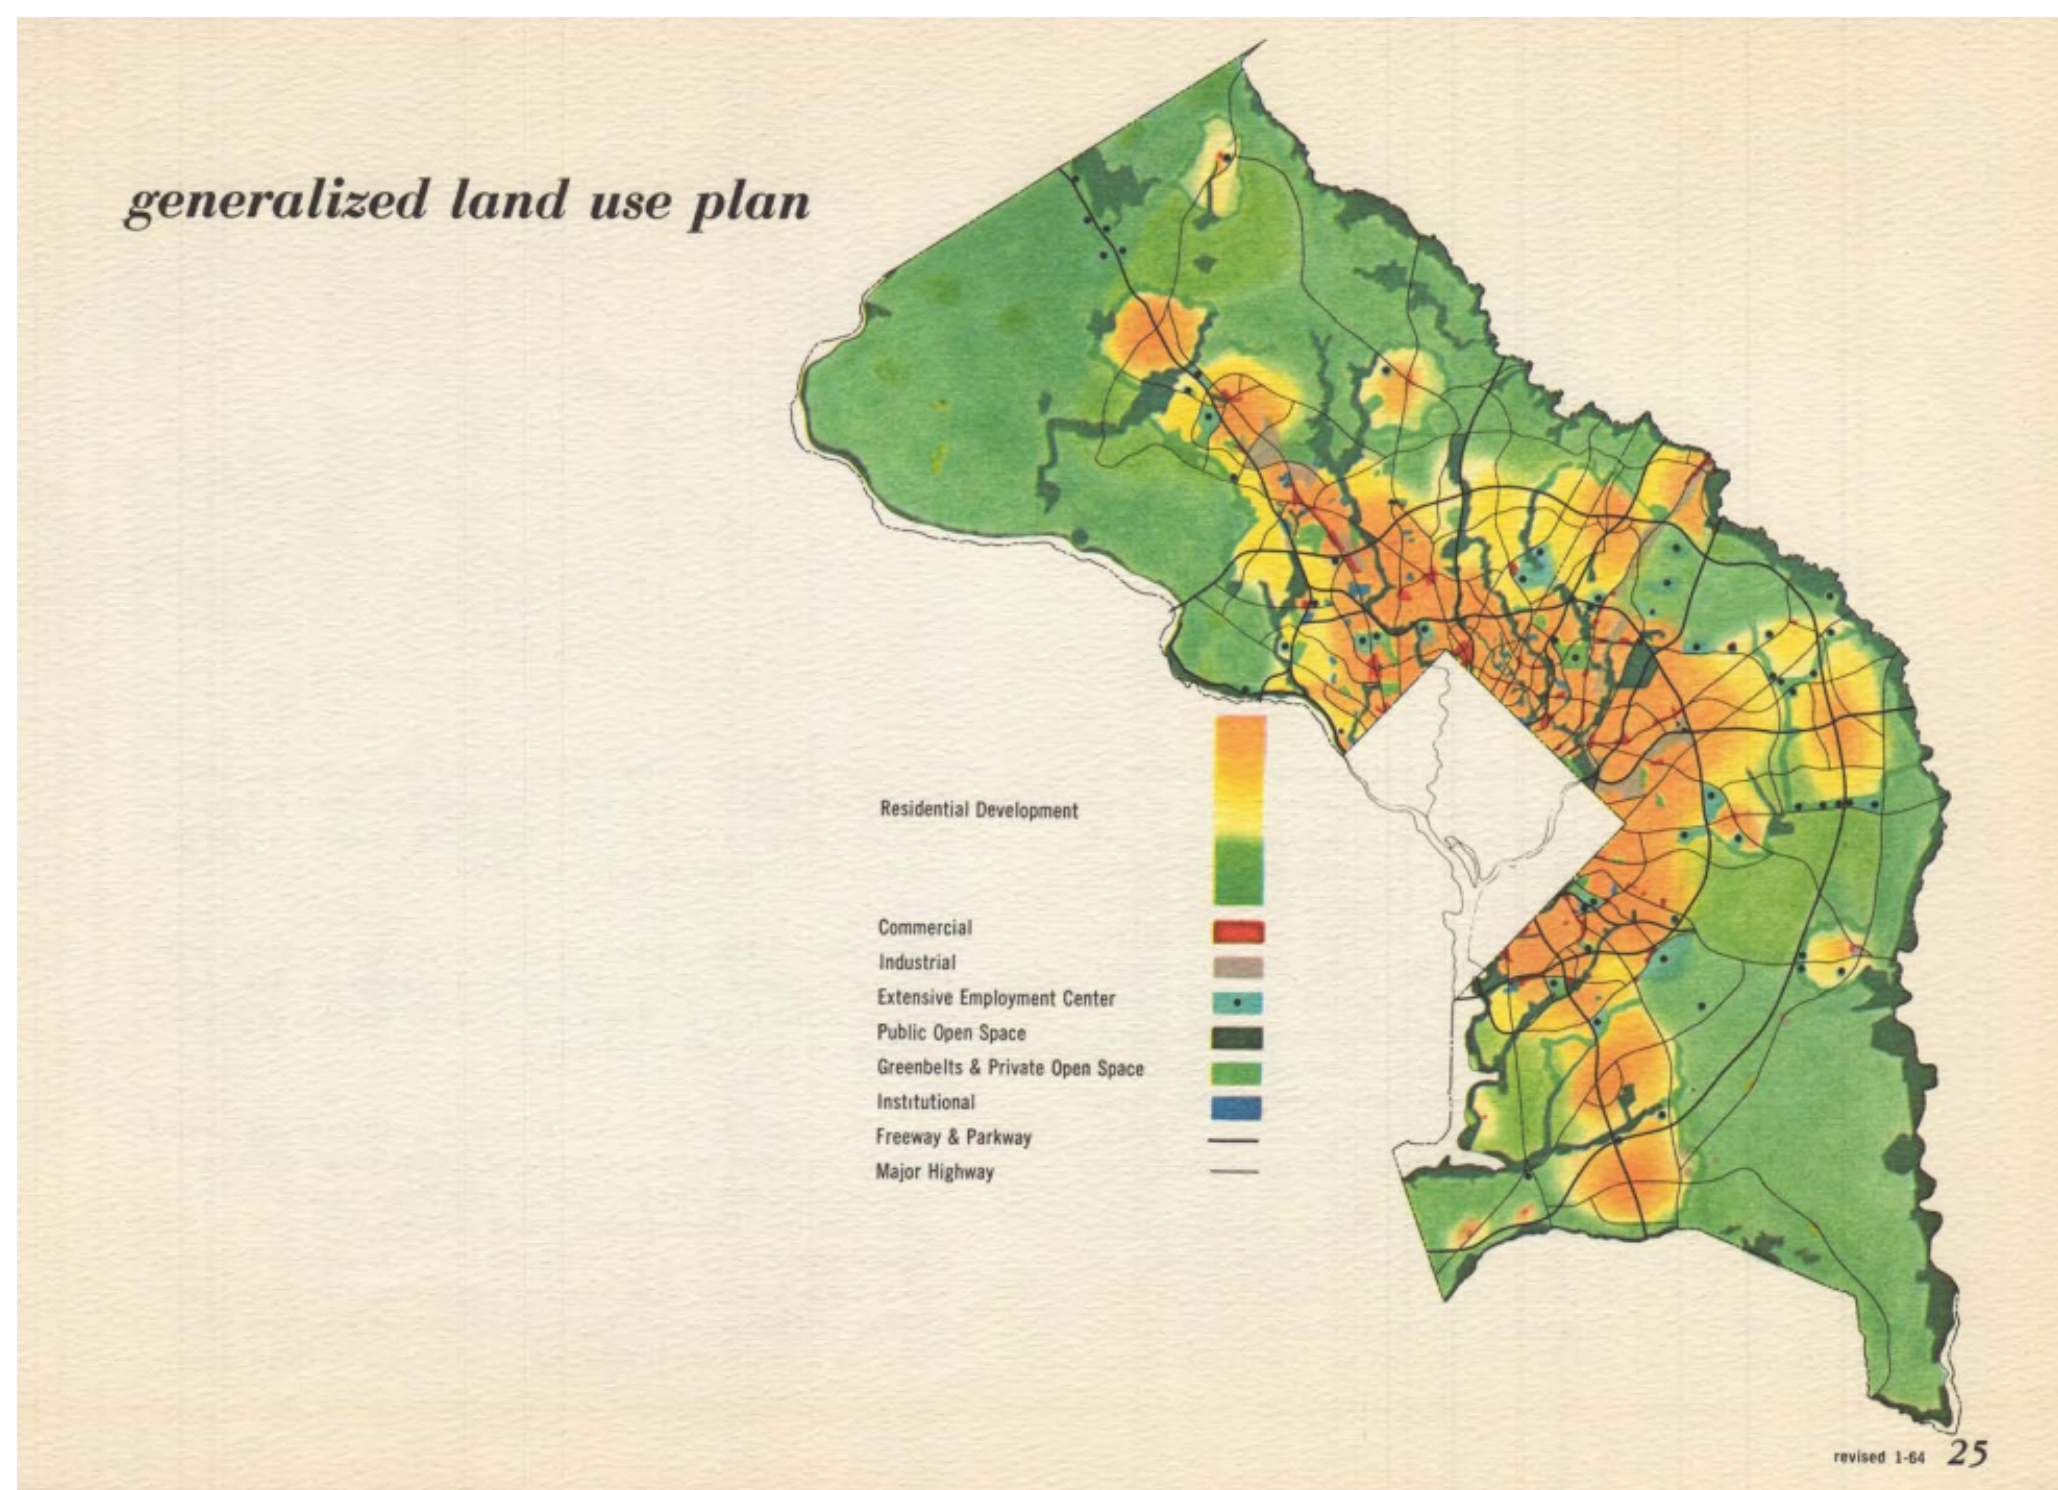 generalized land use plan
Residential Development
Commercial
Industrial
Extensive Employment Center
Public Open Space
Greenbelts & Private Open Space
Institutional
Freeway & Parkway
Major Highway
revised 1-64 25